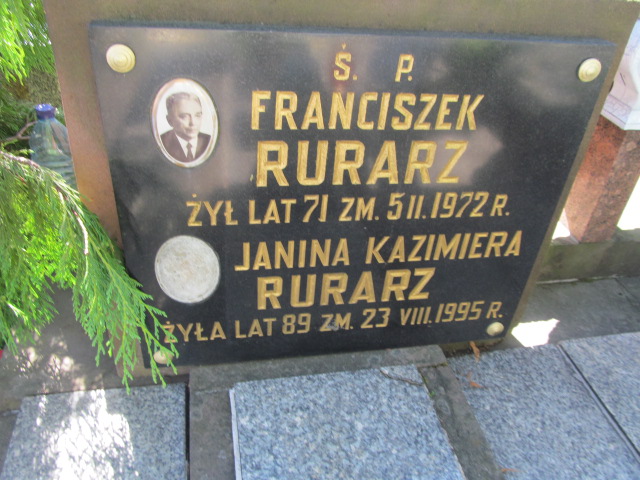 Ś. P.
FRANCISZEK
RURARZ
ŻYŁ LAT 71 ZM. 5 II. 1972 R.
JANINA KAZIMIERA
RURARZ
ŻYŁA LAT 89 ZM. 23 VIII. 1995 R.